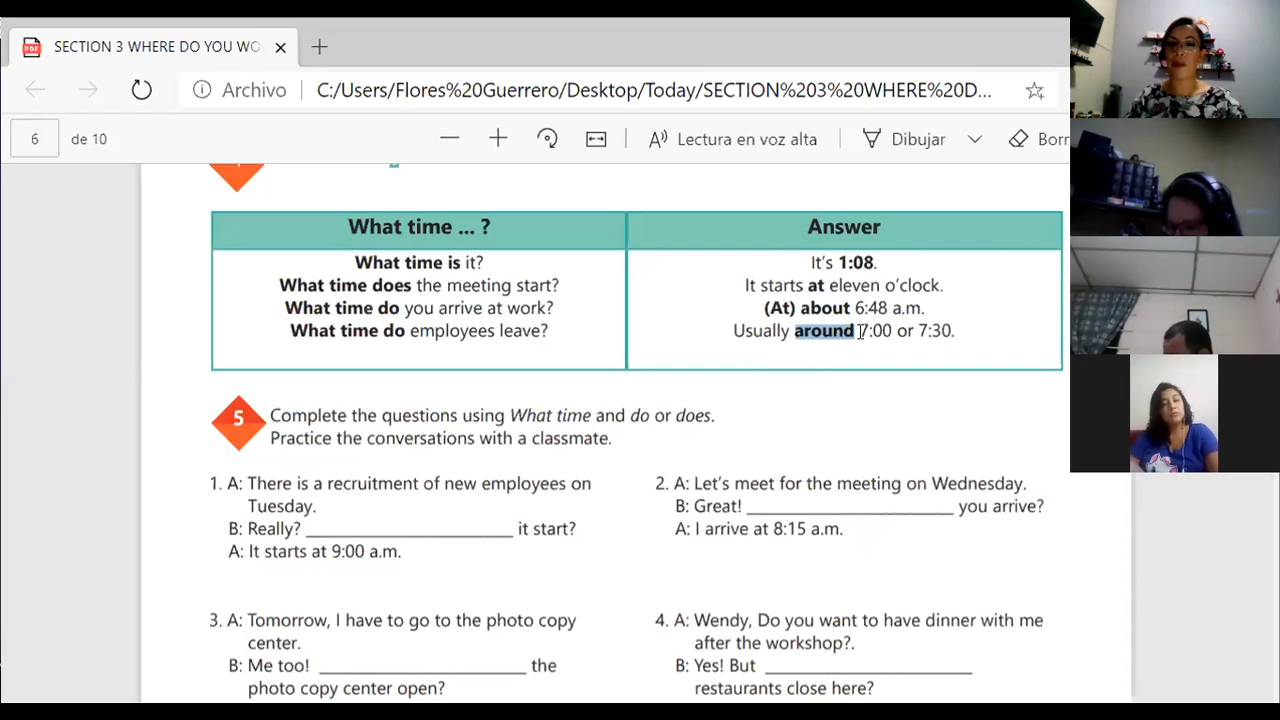 SECTION 3 WHERE DO YOU WO
Archivo
C:/Users/Flores%20Guerrero/Desktop/Today/SECTION%203%20WHERE%20D...
6
de 10
Lectura en voz alta
Dibujar
Borr
What time ... ?
Answer
What time is it?
It's 1:08.
What time does the meeting start?
It starts at eleven o'clock.
What time do you arrive at work?
(At) about 6:48 a.m.
What time do employees leave?
Usually around 7:00 or 7:30.
5
Complete the questions using What time and do or does.
Practice the conversations with a classmate.
1. A: There is a recruitment of new employees on
Tuesday.
B: Really? ______________________ it start?
A: It starts at 9:00 a.m.
2. A: Let's meet for the meeting on Wednesday.
B: Great! ______________________ you arrive?
A: I arrive at 8:15 a.m.
3. A: Tomorrow, I have to go to the photo copy
center.
B: Me too! ______________________ the
photo copy center open?
4. A: Wendy, Do you want to have dinner with me
after the workshop?.
B: Yes! But ______________________
restaurants close here?